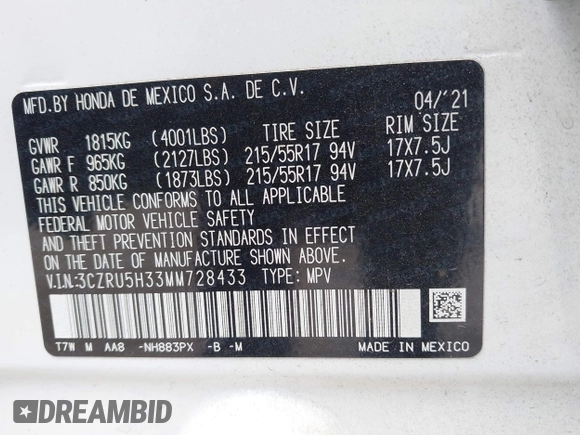 MFD.BY HONDA DE MEXICO S.A. DE C.V. 04/'21
GVWR 1815KG (4001LBS) TIRE SIZE RIM SIZE
GAWR F 965KG (2127LBS) 215/55R17 94V 17X7.5J
GAWR R 850KG (1873LBS) 215/55R17 94V 17X7.5J
THIS VEHICLE CONFORMS TO ALL APPLICABLE
FEDERAL MOTOR VEHICLE SAFETY
AND THEFT PREVENTION STANDARDS IN EFFECT
ON THE DATE OF MANUFACTURE SHOWN ABOVE.
V.I.N.:3CZRU5H33MM728433 TYPE: MPV
T7W M AA8 -NH883PX -B -M MADE IN MEXICO
DREAMBID